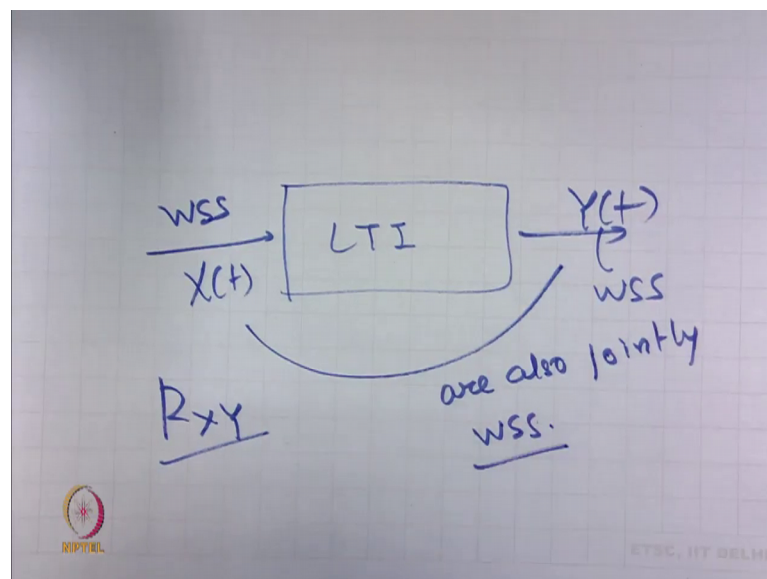 WSS
X(t)
LTI
Y(t)
WSS
are also jointly
WSS.
RXY
NPTEL
ETSC, IIT DELHI